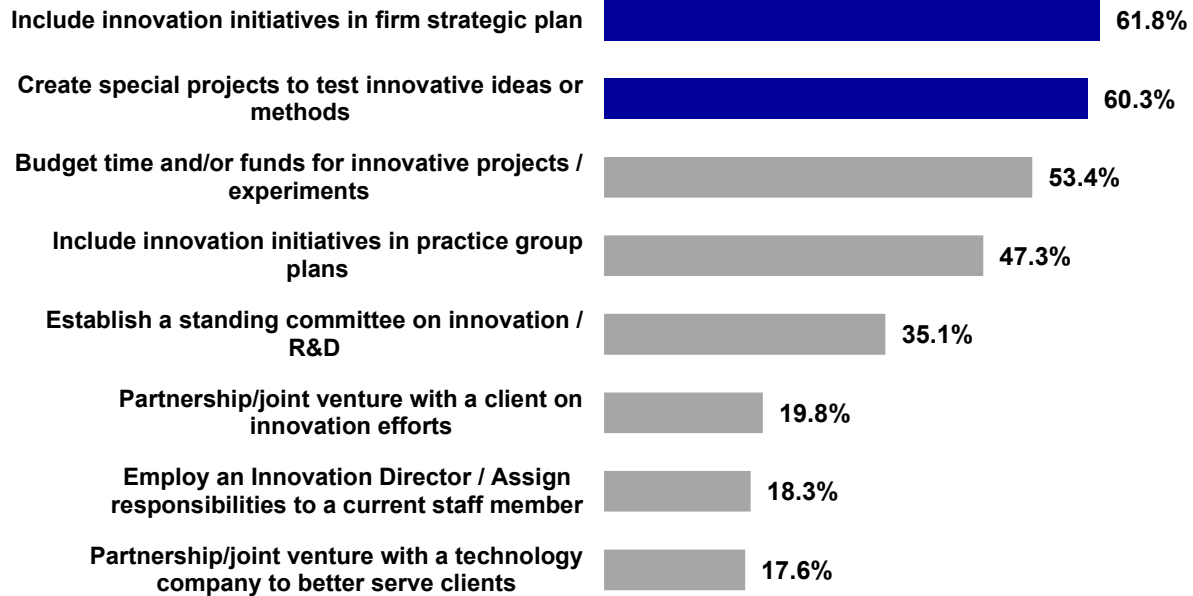 Include innovation initiatives in firm strategic plan
61.8%
Create special projects to test innovative ideas or
methods
60.3%
Budget time and/or funds for innovative projects /
experiments
53.4%
Include innovation initiatives in practice group
plans
47.3%
Establish a standing committee on innovation /
R&D
35.1%
Partnership/joint venture with a client on
innovation efforts
19.8%
Employ an Innovation Director / Assign
responsibilities to a current staff member
18.3%
Partnership/joint venture with a technology
company to better serve clients
17.6%